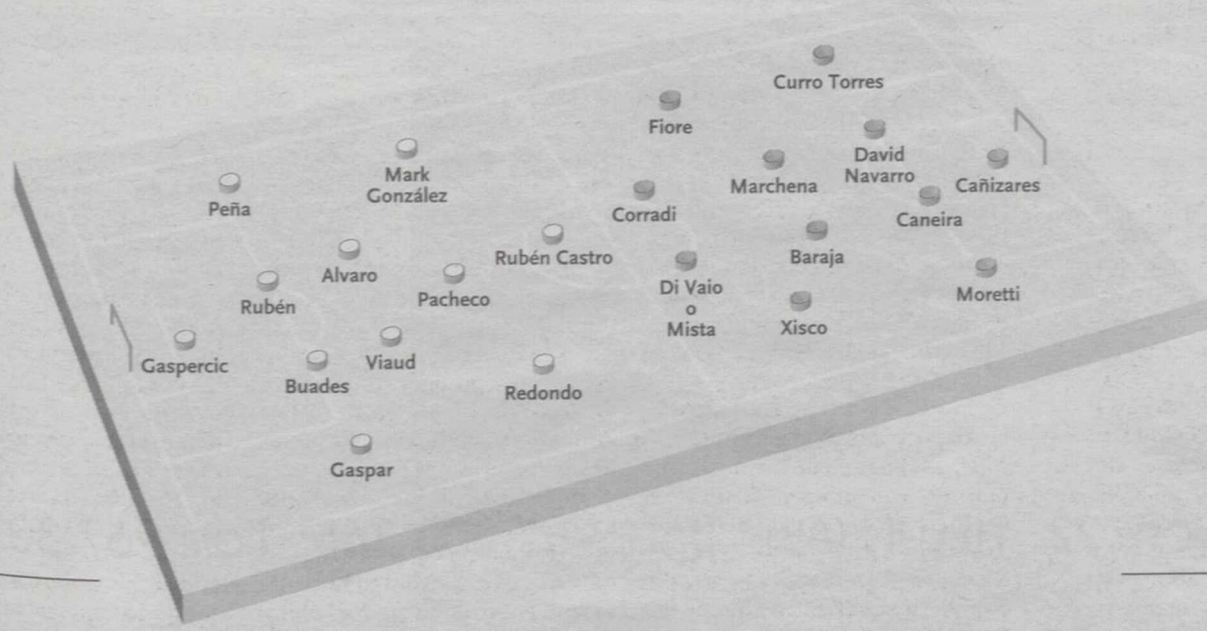 Curro Torres
Fiore
David
Navarro
Mark
González
Marchena
Cañizares
Peña
Corradi
Caneira
Rubén Castro
Baraja
Alvaro
Di Vaio
o
Mista
Moretti
Pacheco
Rubén
Xisco
Gaspercic
Viaud
Buades
Redondo
Gaspar